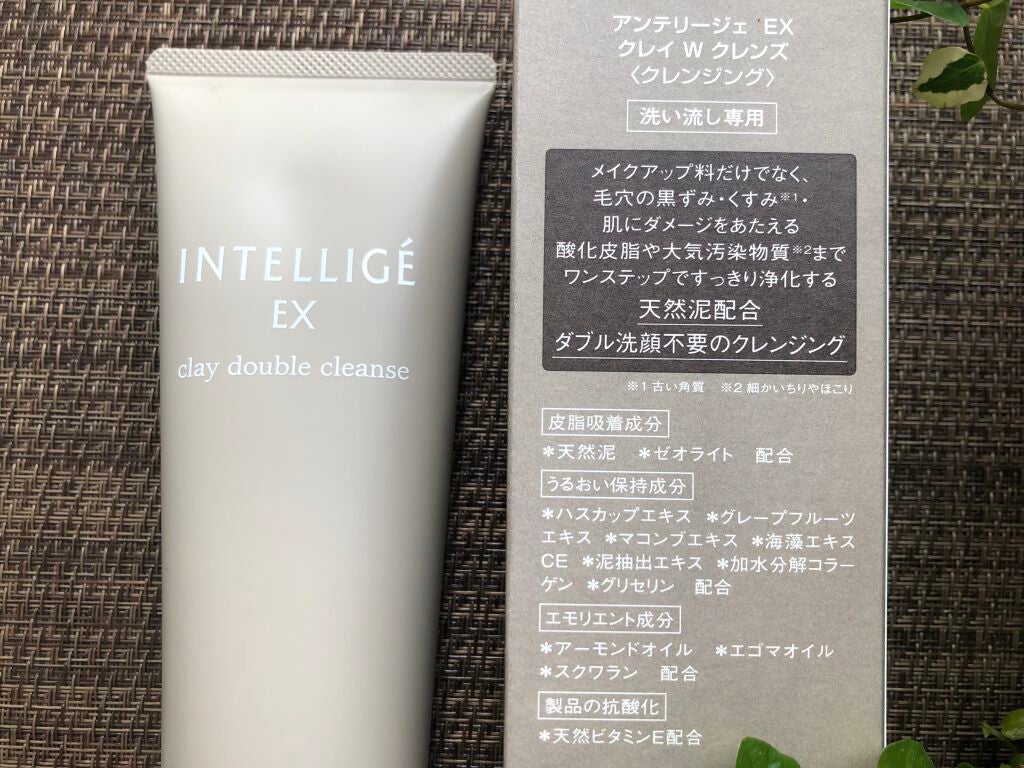 INTELLIGÉ
EX
clay double cleanse
アンテリージェ EX
クレイ W クレンズ
〈クレンジング〉
洗い流し専用
メイクアップ料だけでなく、
毛穴の黒ずみ・くすみ※1・
肌にダメージをあたえる
酸化皮脂や大気汚染物質※2まで
ワンステップですっきり浄化する
天然泥配合
ダブル洗顔不要のクレンジング
※1 古い角質 ※2 細かいちりやほこり
皮脂吸着成分
＊天然泥 ＊ゼオライト 配合
うるおい保持成分
＊ハスカップエキス ＊グレープフルーツ
エキス ＊マコンブエキス ＊海藻エキス
CE ＊泥抽出エキス ＊加水分解コラー
ゲン ＊グリセリン 配合
エモリエント成分
＊アーモンドオイル ＊エゴマオイル
＊スクワラン 配合
製品の抗酸化
＊天然ビタミンE配合